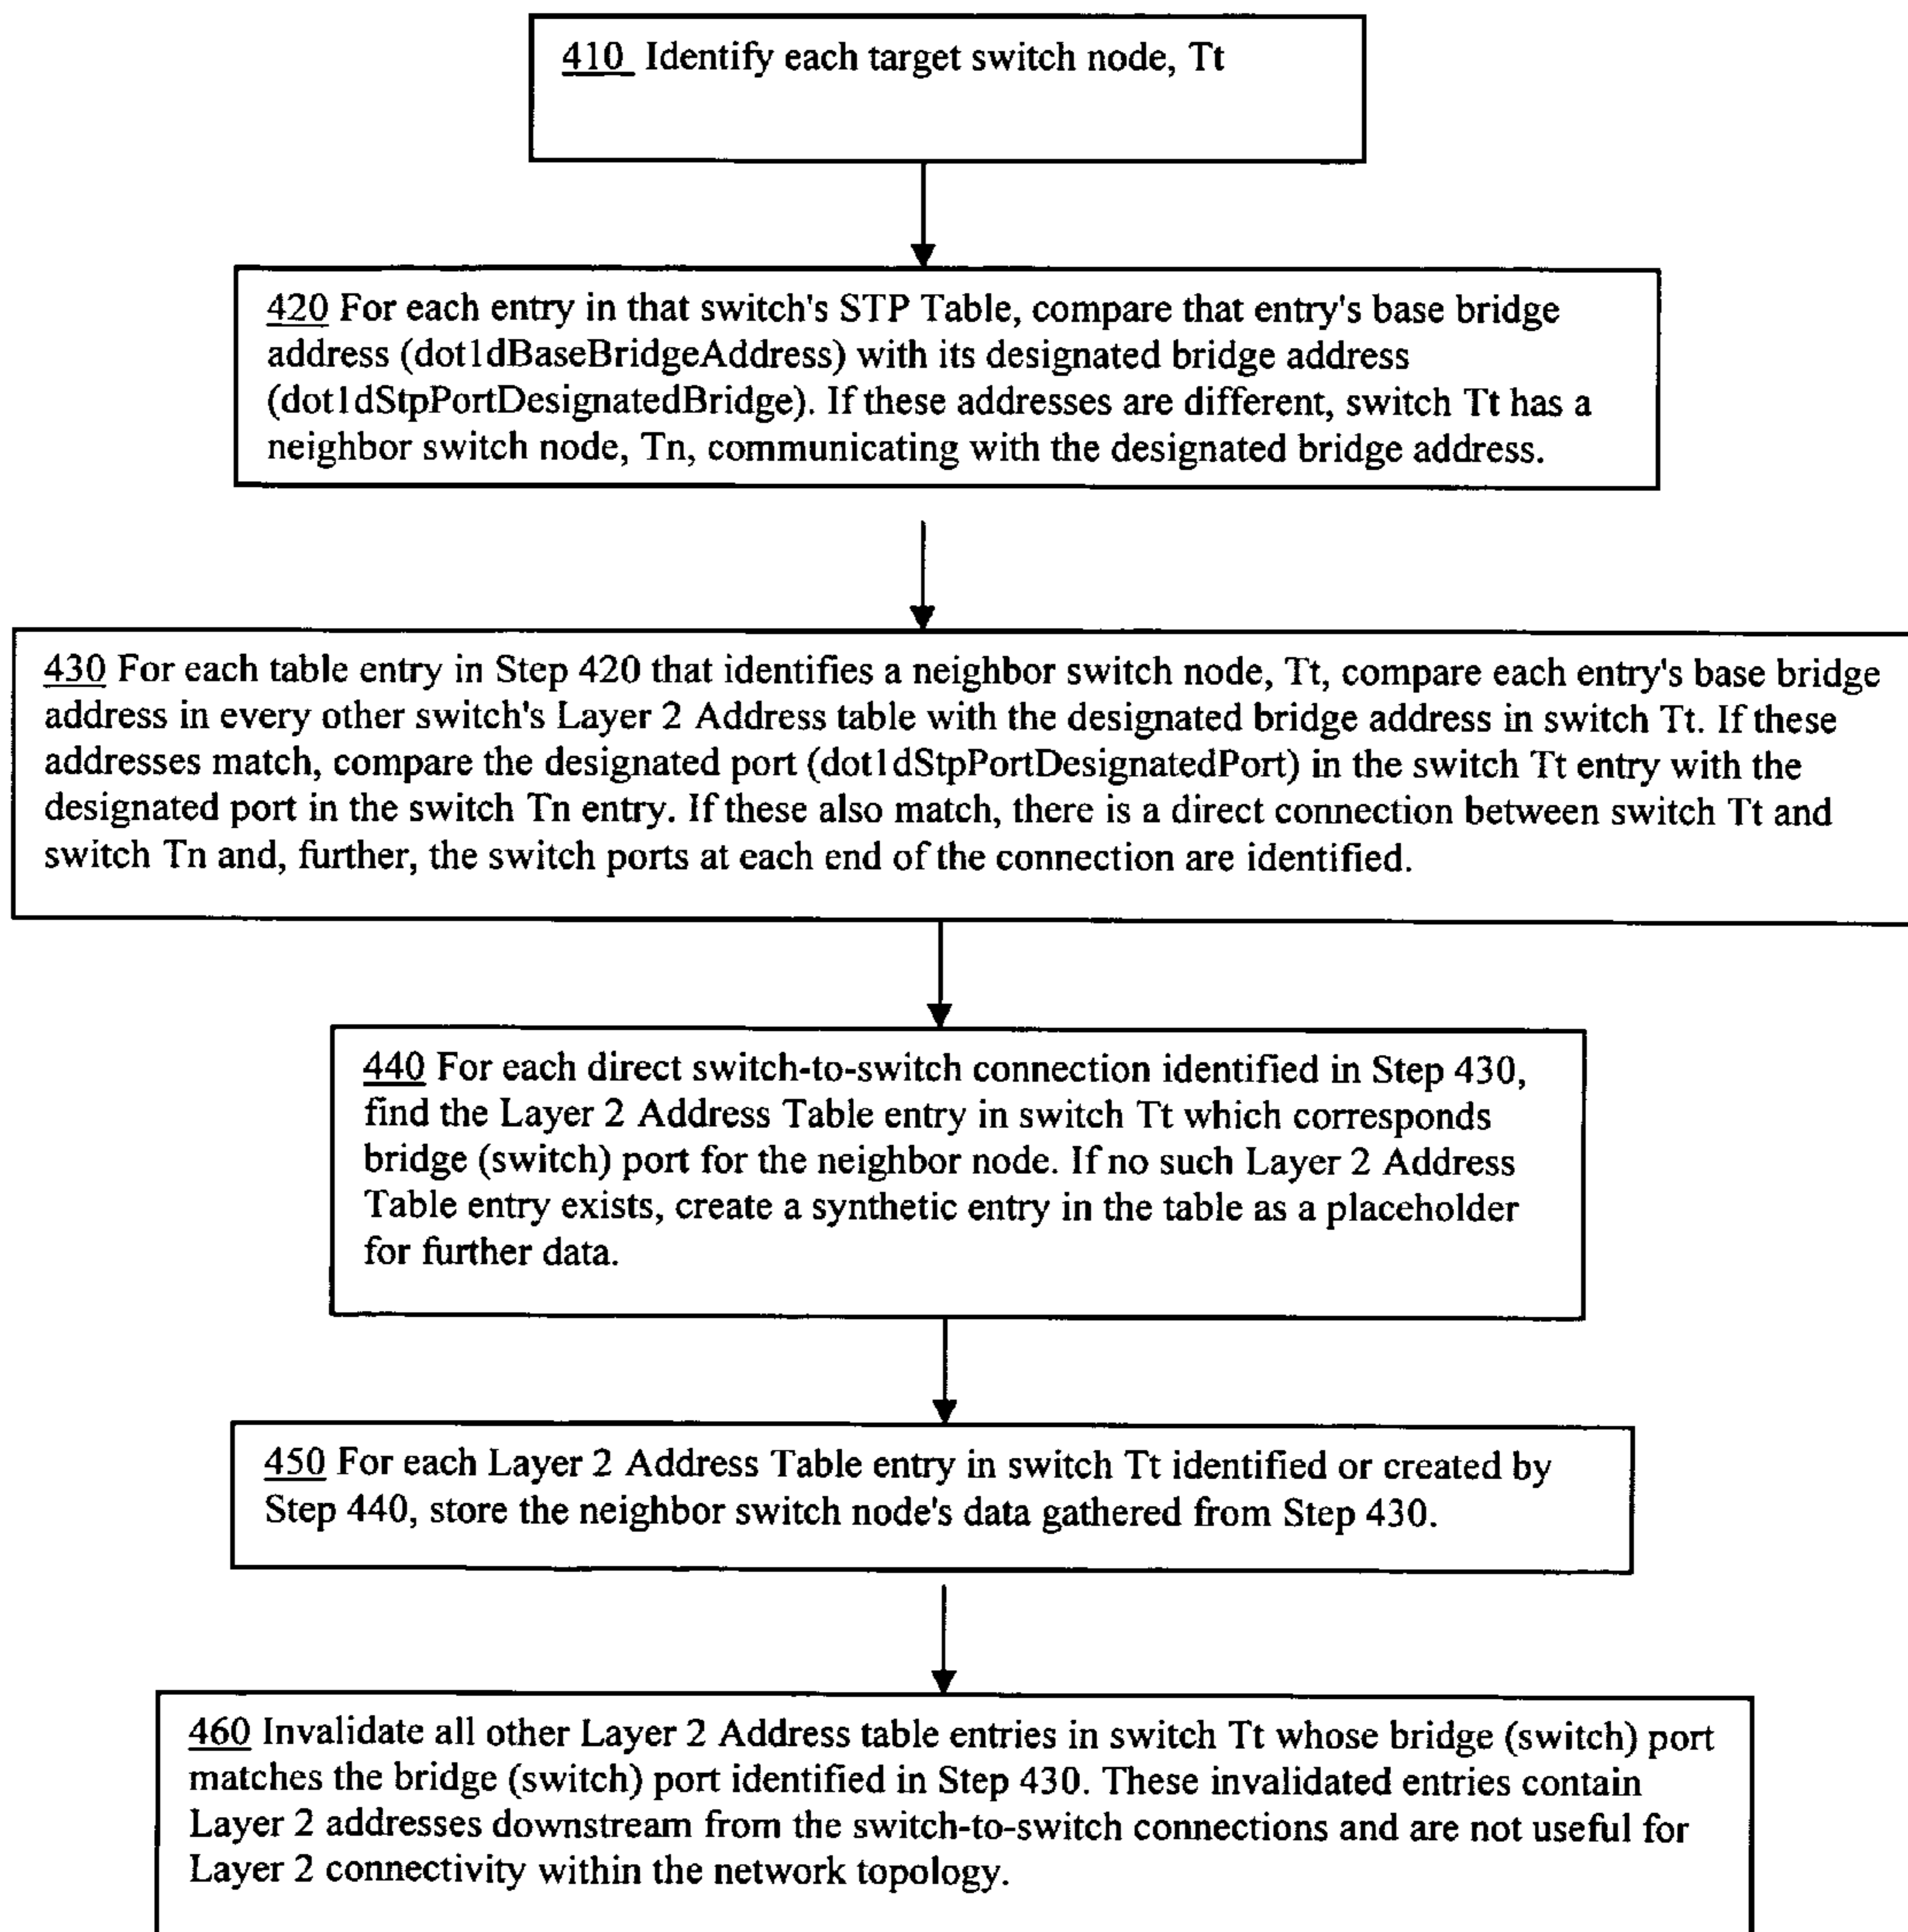 410 Identify each target switch node, Tt
420 For each entry in that switch's STP Table, compare that entry's base bridge
address (dot1dBaseBridgeAddress) with its designated bridge address
(dot1dStpPortDesignatedBridge). If these addresses are different, switch Tt has a
neighbor switch node, Tn, communicating with the designated bridge address.
430 For each table entry in Step 420 that identifies a neighbor switch node, Tt, compare each entry's base bridge
address in every other switch's Layer 2 Address table with the designated bridge address in switch Tt. If these
addresses match, compare the designated port (dot1dStpPortDesignatedPort) in the switch Tt entry with the
designated port in the switch Tn entry. If these also match, there is a direct connection between switch Tt and
switch Tn and, further, the switch ports at each end of the connection are identified.
440 For each direct switch-to-switch connection identified in Step 430,
find the Layer 2 Address Table entry in switch Tt which corresponds
bridge (switch) port for the neighbor node. If no such Layer 2 Address
Table entry exists, create a synthetic entry in the table as a placeholder
for further data.
450 For each Layer 2 Address Table entry in switch Tt identified or created by
Step 440, store the neighbor switch node's data gathered from Step 430.
460 Invalidate all other Layer 2 Address table entries in switch Tt whose bridge (switch) port
matches the bridge (switch) port identified in Step 430. These invalidated entries contain
Layer 2 addresses downstream from the switch-to-switch connections and are not useful for
Layer 2 connectivity within the network topology.